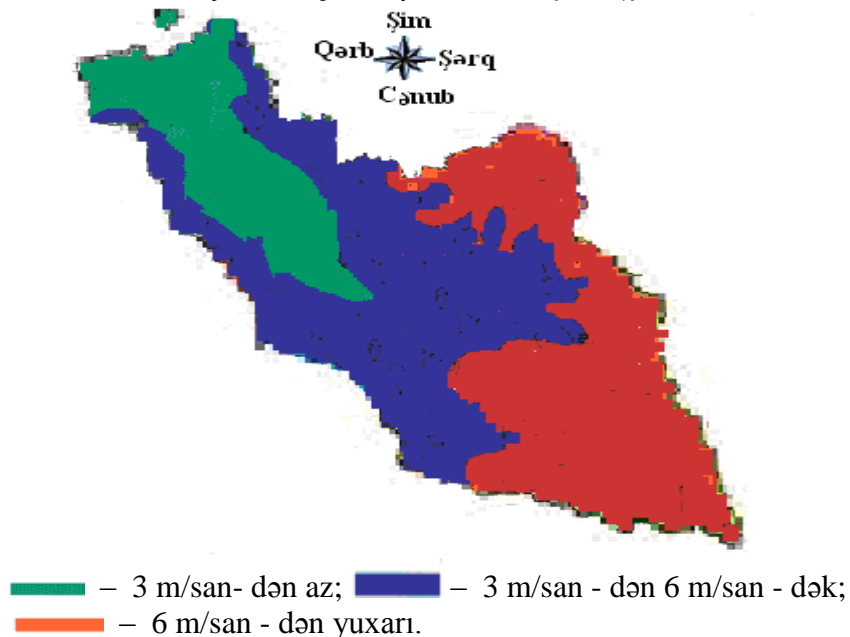 Şim
Qərb Şərq
Cənub
– 3 m/san- dən az; – 3 m/san - dən 6 m/san - dək;
– 6 m/san - dən yuxarı.